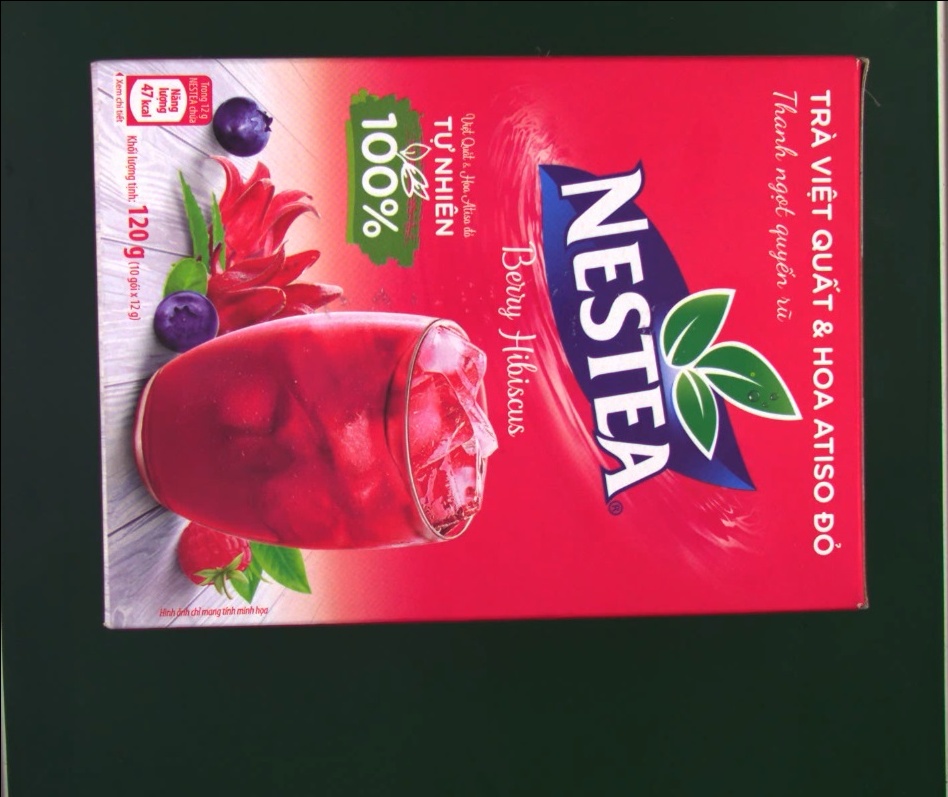 TRÀ VIỆT QUẤT & HOA ATISO ĐỎ
Thanh ngọt quyến rũ
NESTEA®
Berry Hibiscus
Việt Quất & Hoa Atiso đỏ
TỰ NHIÊN
100%
Trong 12 g
NESTEA chứa
Năng
lượng
47 kcal
Xem chi tiết
Khối lượng tịnh: 120 g (10 gói x 12 g)
Hình ảnh chỉ mang tính minh họa